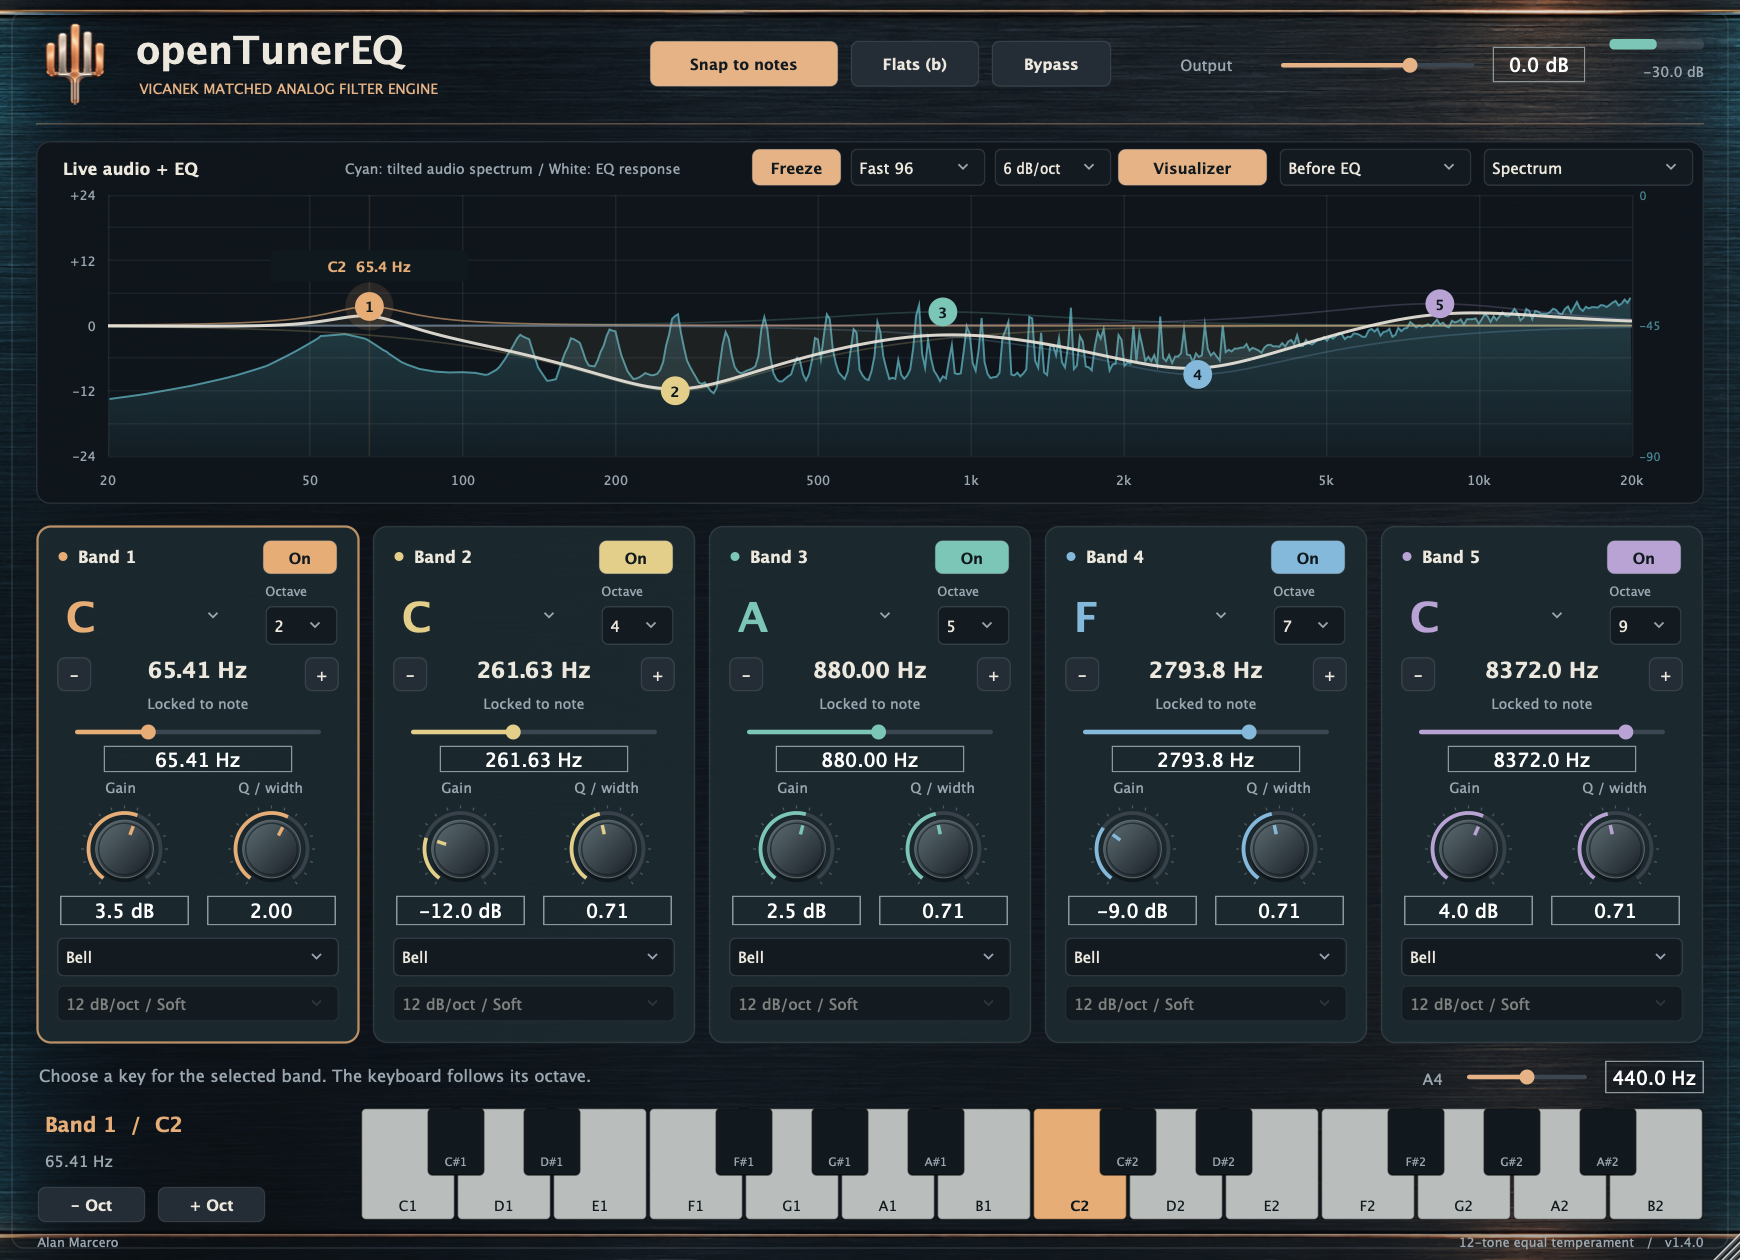 openTunerEQ
VICANEK MATCHED ANALOG FILTER ENGINE
Snap to notes
Flats (b)
Bypass
Output
0.0 dB
-30.0 dB
Live audio + EQ
Cyan: tilted audio spectrum / White: EQ response
Freeze
Fast 96
6 dB/oct
Visualizer
Before EQ
Spectrum
+24
+12
0
-12
-24
0
-45
-90
C2 65.4 Hz
1
2
3
4
5
20 50 100 200 500 1k 2k 5k 10k 20k
Band 1
On
Octave
C
2
-
65.41 Hz
+
Locked to note
65.41 Hz
Gain
Q / width
3.5 dB
2.00
Bell
12 dB/oct / Soft
Band 2
On
Octave
C
4
-
261.63 Hz
+
Locked to note
261.63 Hz
Gain
Q / width
-12.0 dB
0.71
Bell
12 dB/oct / Soft
Band 3
On
Octave
A
5
-
880.00 Hz
+
Locked to note
880.00 Hz
Gain
Q / width
2.5 dB
0.71
Bell
12 dB/oct / Soft
Band 4
On
Octave
F
7
-
2793.8 Hz
+
Locked to note
2793.8 Hz
Gain
Q / width
-9.0 dB
0.71
Bell
12 dB/oct / Soft
Band 5
On
Octave
C
9
-
8372.0 Hz
+
Locked to note
8372.0 Hz
Gain
Q / width
4.0 dB
0.71
Bell
12 dB/oct / Soft
Choose a key for the selected band. The keyboard follows its octave.
A4
440.0 Hz
Band 1 / C2
65.41 Hz
- Oct
+ Oct
C#1 D#1 F#1 G#1 A#1 C#2 D#2 F#2 G#2 A#2
C1 D1 E1 F1 G1 A1 B1 C2 D2 E2 F2 G2 A2 B2
Alan Marcero
12-tone equal temperament / v1.4.0